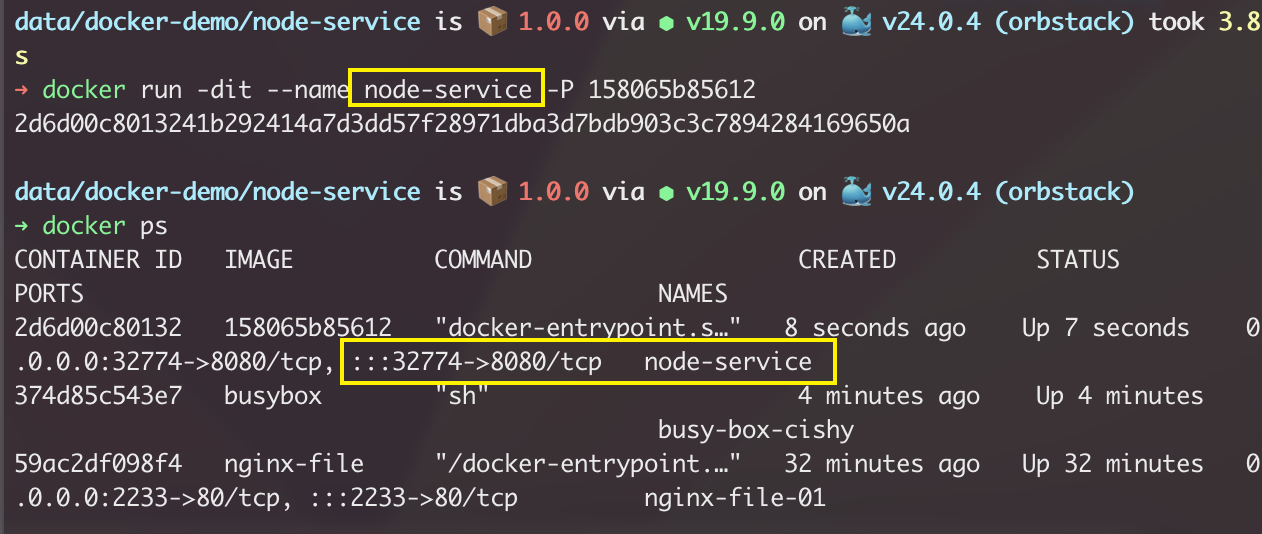 data/docker-demo/node-service is 📦 1.0.0 via ⬢ v19.9.0 on 🐳 v24.0.4 (orbstack) took 3.8
s
→ docker run -dit --name node-service -P 158065b85612
2d6d00c8013241b292414a7d3dd57f28971dba3d7bdb903c3c7894284169650a
data/docker-demo/node-service is 📦 1.0.0 via ⬢ v19.9.0 on 🐳 v24.0.4 (orbstack)
→ docker ps
CONTAINER ID   IMAGE          COMMAND                   CREATED          STATUS
PORTS                                         NAMES
2d6d00c80132   158065b85612   "docker-entrypoint.s…"   8 seconds ago    Up 7 seconds    0
.0.0.0:32774->8080/tcp, :::32774->8080/tcp   node-service
374d85c543e7   busybox        "sh"                      4 minutes ago    Up 4 minutes
busy-box-cishy
59ac2df098f4   nginx-file     "/docker-entrypoint.…"   32 minutes ago   Up 32 minutes   0
.0.0.0:2233->80/tcp, :::2233->80/tcp         nginx-file-01